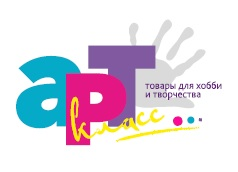 арт
класс...
товары для хобби
и творчества